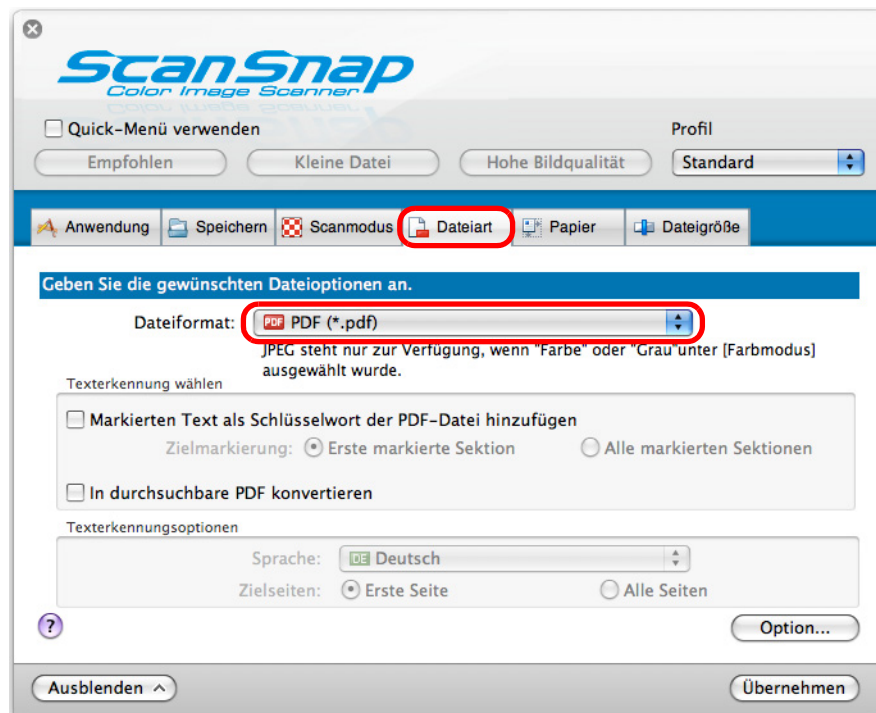 ScanSnap
Color Image Scanner
Quick-Menü verwenden
Profil
Empfohlen
Kleine Datei
Hohe Bildqualität
Standard
Anwendung
Speichern
Scanmodus
Dateiart
Papier
Dateigröße
Geben Sie die gewünschten Dateioptionen an.
Dateiformat:
PDF PDF (*.pdf)
JPEG steht nur zur Verfügung, wenn "Farbe" oder "Grau"unter [Farbmodus]
ausgewählt wurde.
Texterkennung wählen
Markierten Text als Schlüsselwort der PDF-Datei hinzufügen
Zielmarkierung: Erste markierte Sektion Alle markierten Sektionen
In durchsuchbare PDF konvertieren
Texterkennungsoptionen
Sprache: DE Deutsch
Zielseiten: Erste Seite Alle Seiten
?
Option...
Ausblenden
Übernehmen